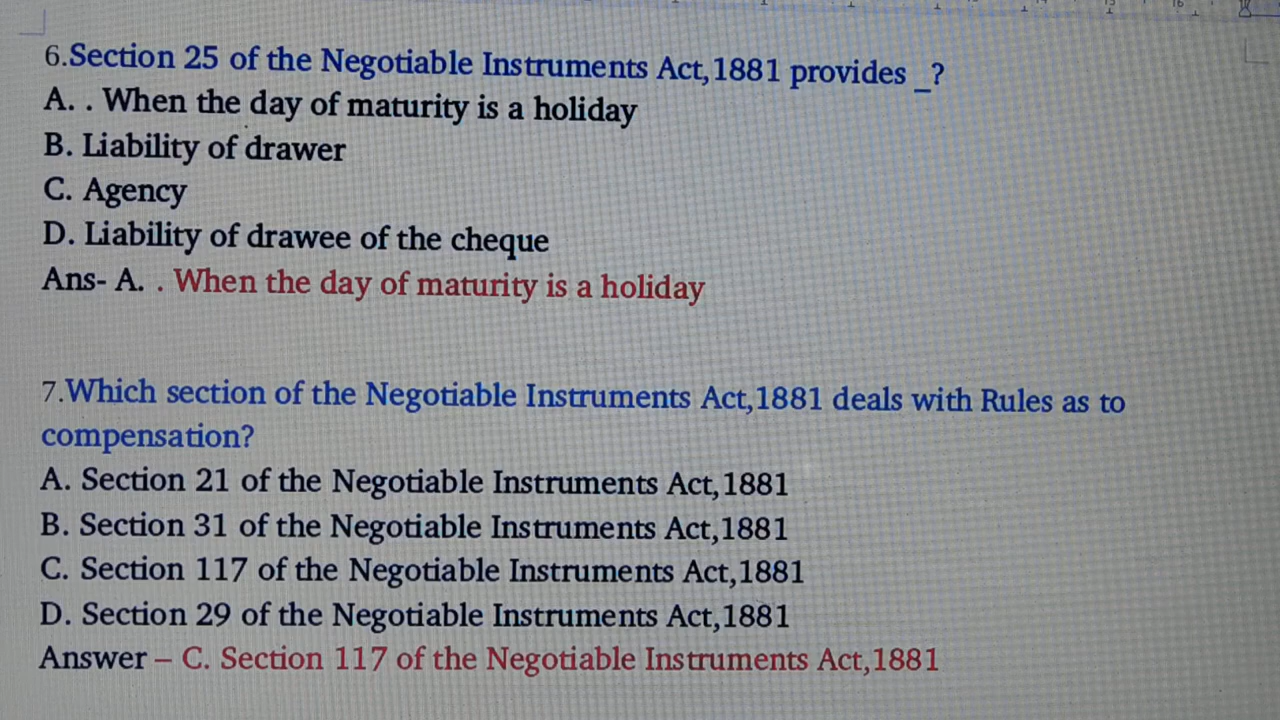 6.Section 25 of the Negotiable Instruments Act,1881 provides _?
A. . When the day of maturity is a holiday
B. Liability of drawer
C. Agency
D. Liability of drawee of the cheque
Ans- A. . When the day of maturity is a holiday
7.Which section of the Negotiable Instruments Act,1881 deals with Rules as to
compensation?
A. Section 21 of the Negotiable Instruments Act,1881
B. Section 31 of the Negotiable Instruments Act,1881
C. Section 117 of the Negotiable Instruments Act,1881
D. Section 29 of the Negotiable Instruments Act,1881
Answer – C. Section 117 of the Negotiable Instruments Act,1881